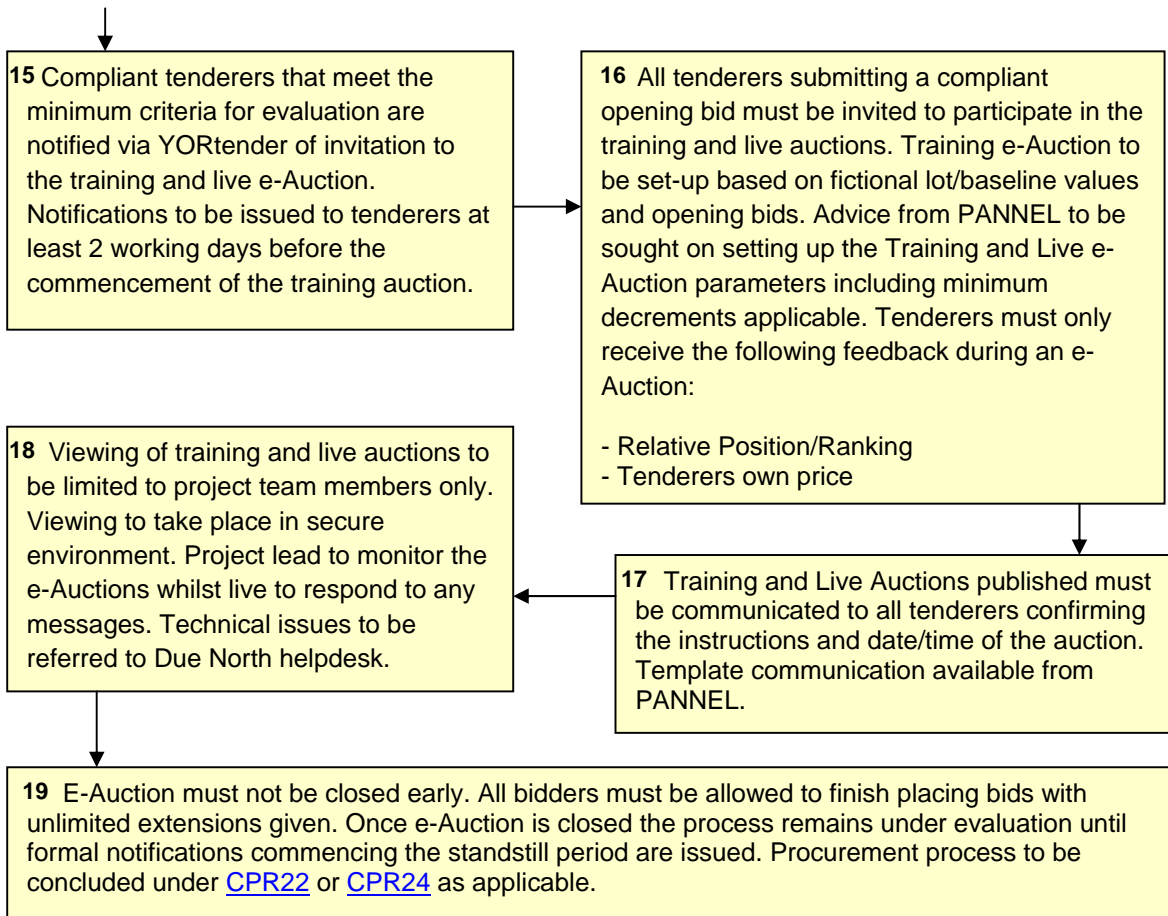 15 Compliant tenderers that meet the
minimum criteria for evaluation are
notified via YORtender of invitation to
the training and live e-Auction.
Notifications to be issued to tenderers at
least 2 working days before the
commencement of the training auction.
16 All tenderers submitting a compliant
opening bid must be invited to participate in the
training and live auctions. Training e-Auction to
be set-up based on fictional lot/baseline values
and opening bids. Advice from PANNEL to be
sought on setting up the Training and Live e-
Auction parameters including minimum
decrements applicable. Tenderers must only
receive the following feedback during an e-
Auction:
- Relative Position/Ranking
- Tenderers own price
17 Training and Live Auctions published must
be communicated to all tenderers confirming
the instructions and date/time of the auction.
Template communication available from
PANNEL.
18 Viewing of training and live auctions to
be limited to project team members only.
Viewing to take place in secure
environment. Project lead to monitor the
e-Auctions whilst live to respond to any
messages. Technical issues to be
referred to Due North helpdesk.
19 E-Auction must not be closed early. All bidders must be allowed to finish placing bids with
unlimited extensions given. Once e-Auction is closed the process remains under evaluation until
formal notifications commencing the standstill period are issued. Procurement process to be
concluded under CPR22 or CPR24 as applicable.